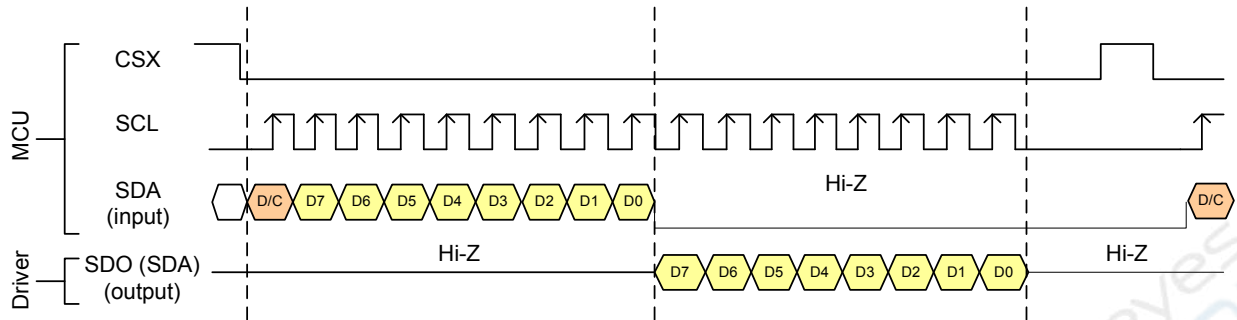 MCU
CSX
SCL
SDA
(input)
D/C D7 D6 D5 D4 D3 D2 D1 D0
Hi-Z
D/C
Driver
SDO (SDA)
(output)
Hi-Z
D7 D6 D5 D4 D3 D2 D1 D0
Hi-Z